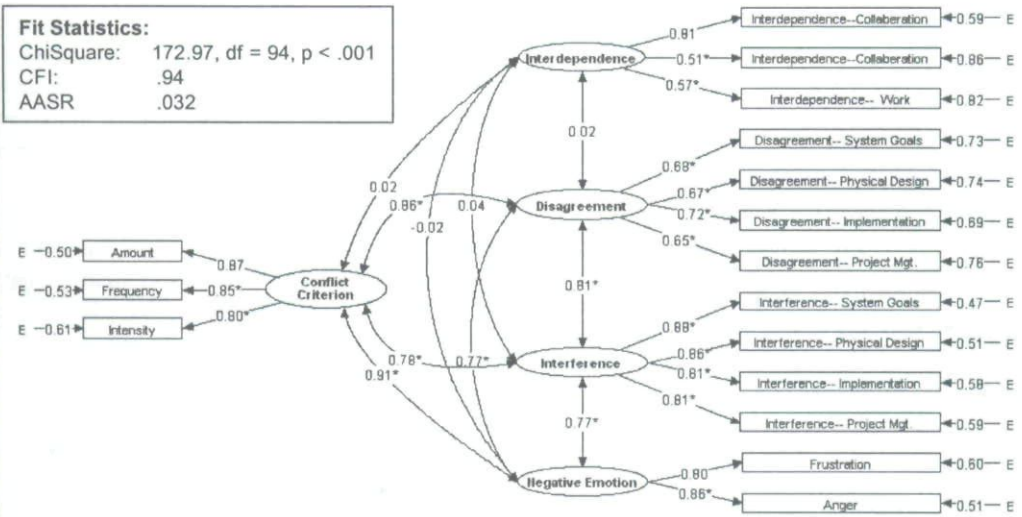 Fit Statistics:
ChiSquare: 172.97, df = 94, p < .001
CFI: .94
AASR .032
Interdependence
0.81
0.51*
0.57*
Interdependence--Collaberation 0.59 E
Interdependence--Collaberation 0.86 E
Interdependence-- Work 0.82 E
0.02
Disagreement
0.68*
0.67*
0.72*
0.65*
Disagreement-- System Goals 0.73 E
Disagreement-- Physical Design 0.74 E
Disagreement-- Implementation 0.69 E
Disagreement-- Project Mgt. 0.76 E
0.02
0.86*
0.04
-0.02
E 0.50 Amount 0.87
E 0.53 Frequency 0.85*
E 0.61 Intensity 0.80*
Conflict
Criterion
0.81*
Interference
0.88*
0.86*
0.81*
0.81*
Interference-- System Goals 0.47 E
Interference-- Physical Design 0.51 E
Interference-- Implementation 0.58 E
Interference-- Project Mgt. 0.59 E
0.78*
0.77*
0.91*
0.77*
Negative Emotion
0.80
0.86*
Frustration 0.60 E
Anger 0.51 E